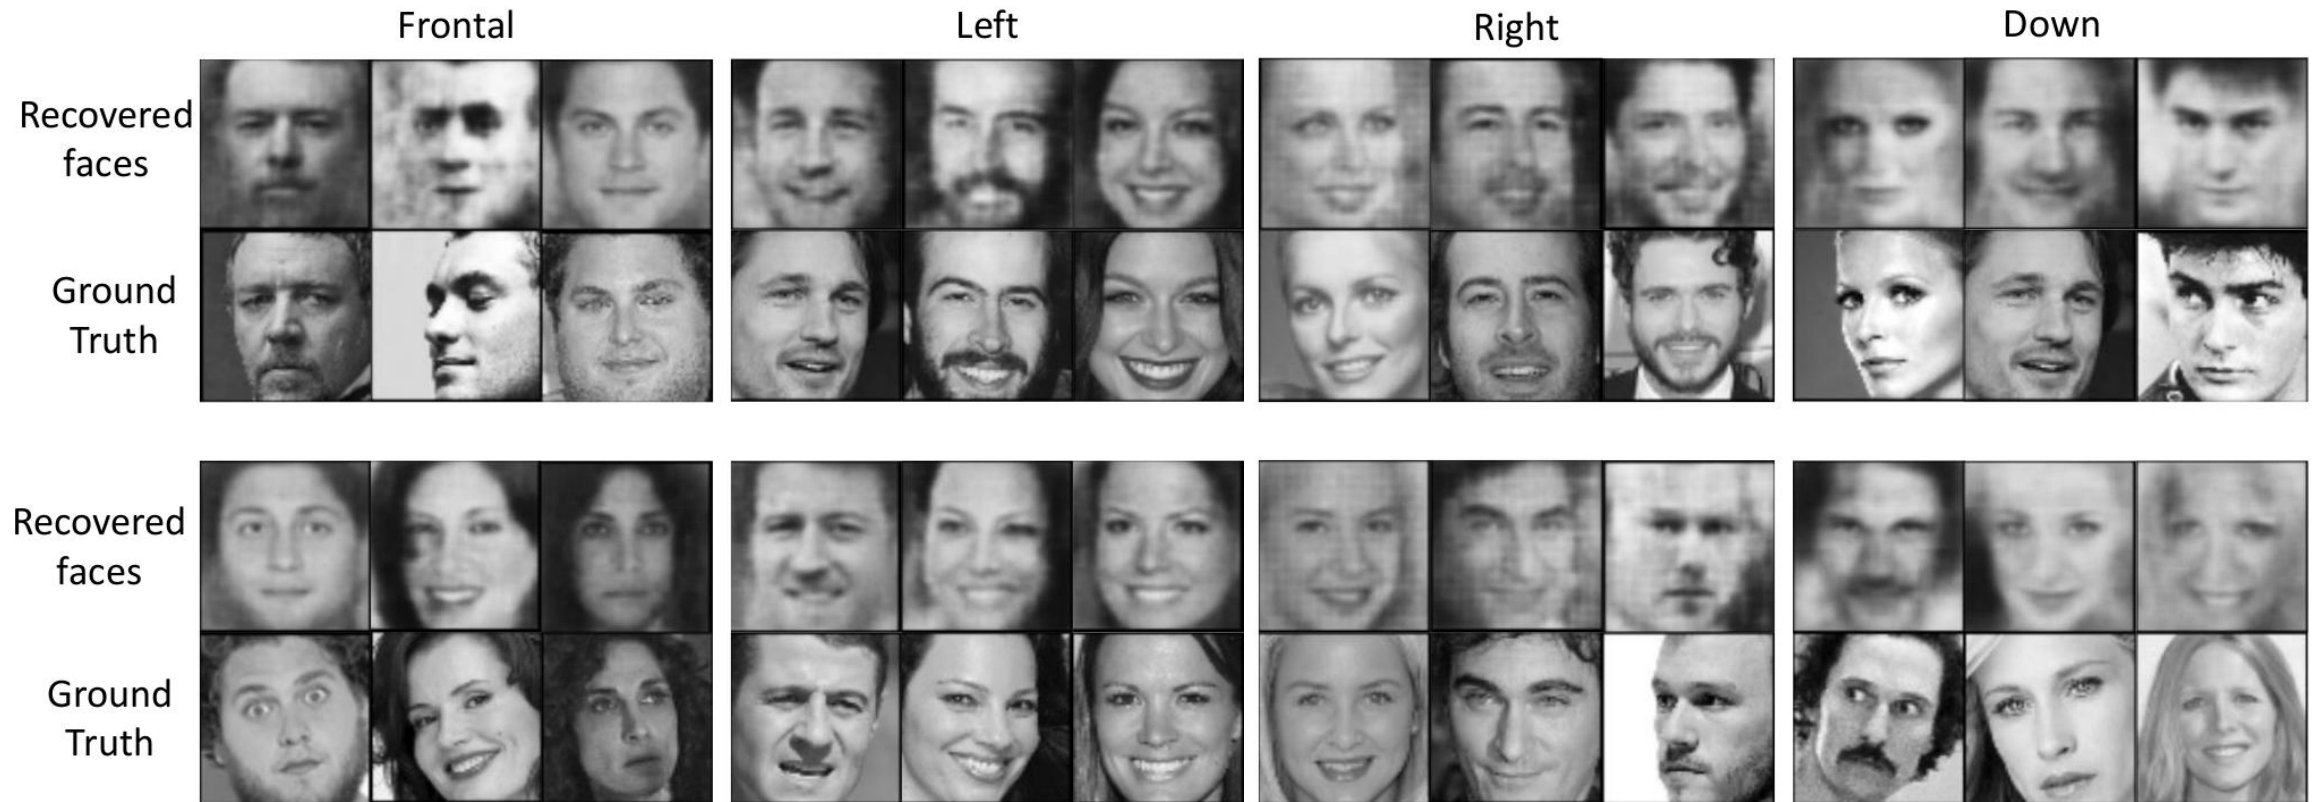 Frontal
Left
Right
Down
Recovered
faces
Ground
Truth
Recovered
faces
Ground
Truth